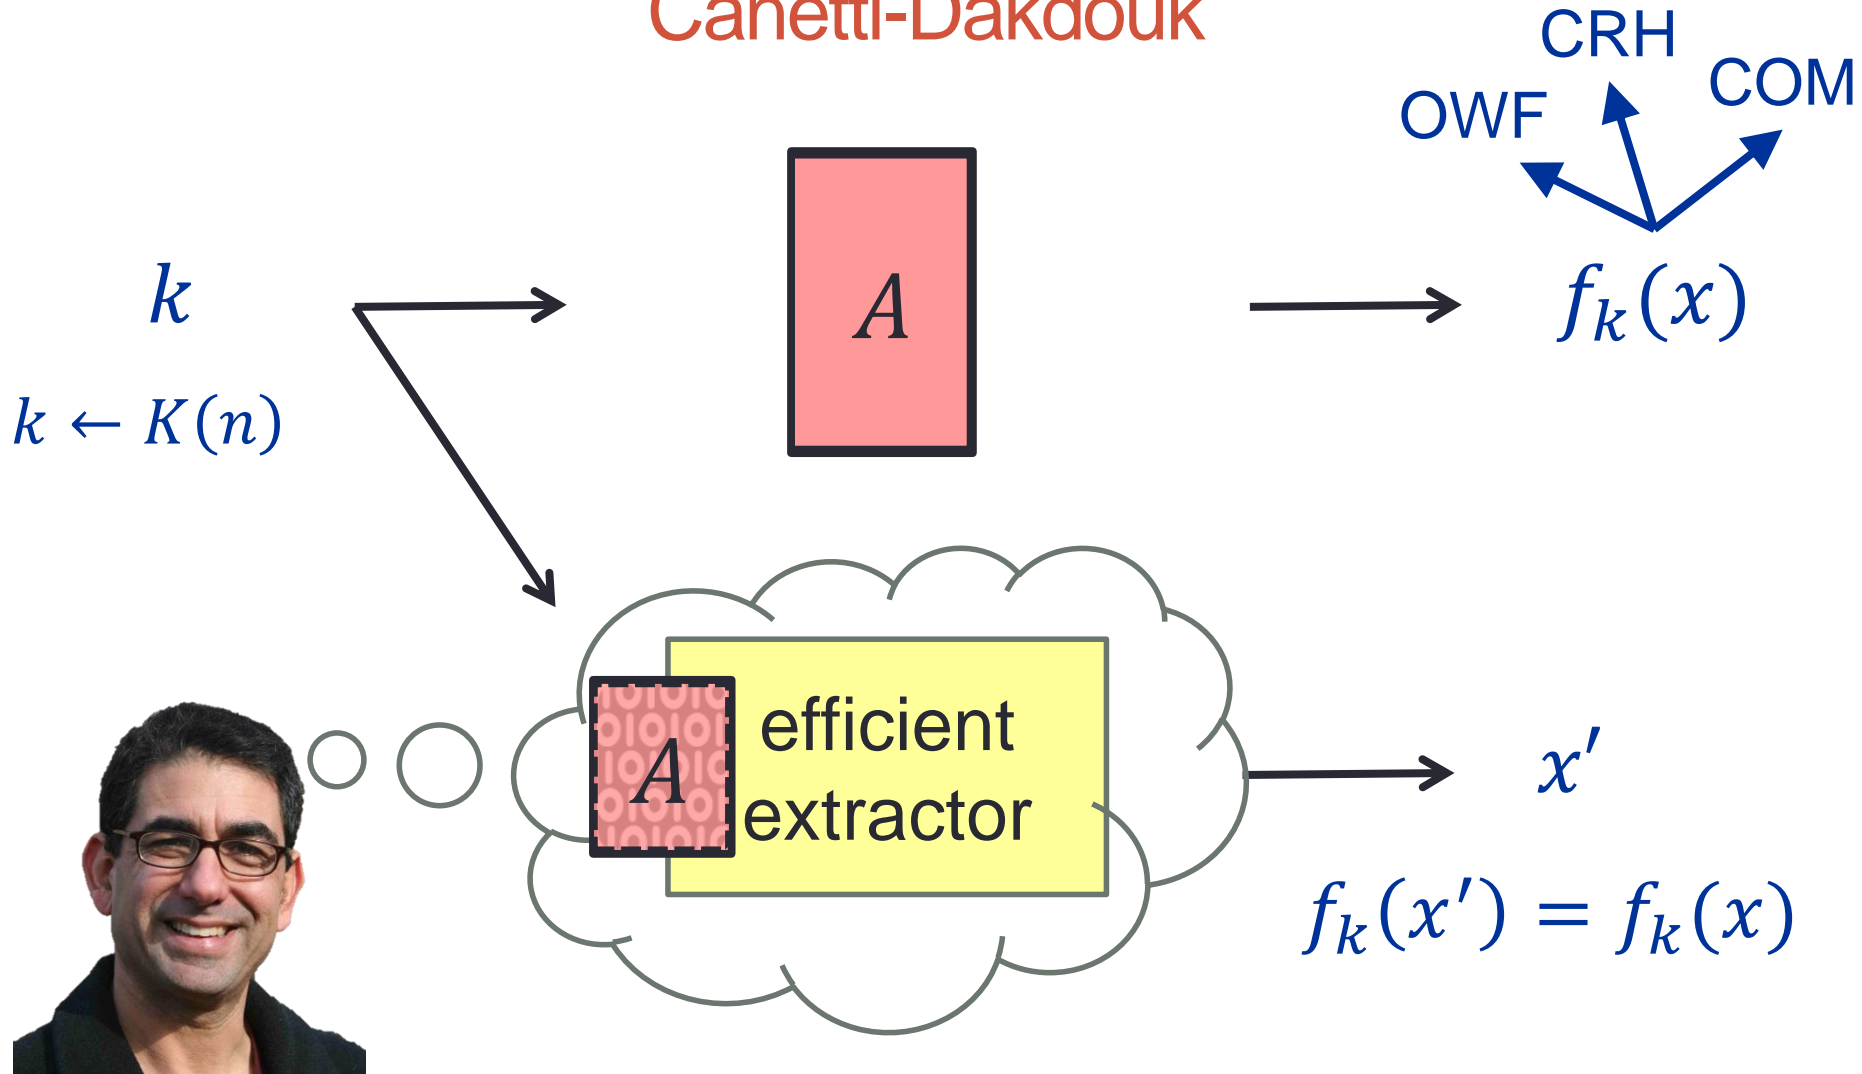 Canetti-Dakdouk
CRH
COM
OWF
k
A
f_k(x)
k ← K(n)
A
efficient
extractor
x′
f_k(x′) = f_k(x)